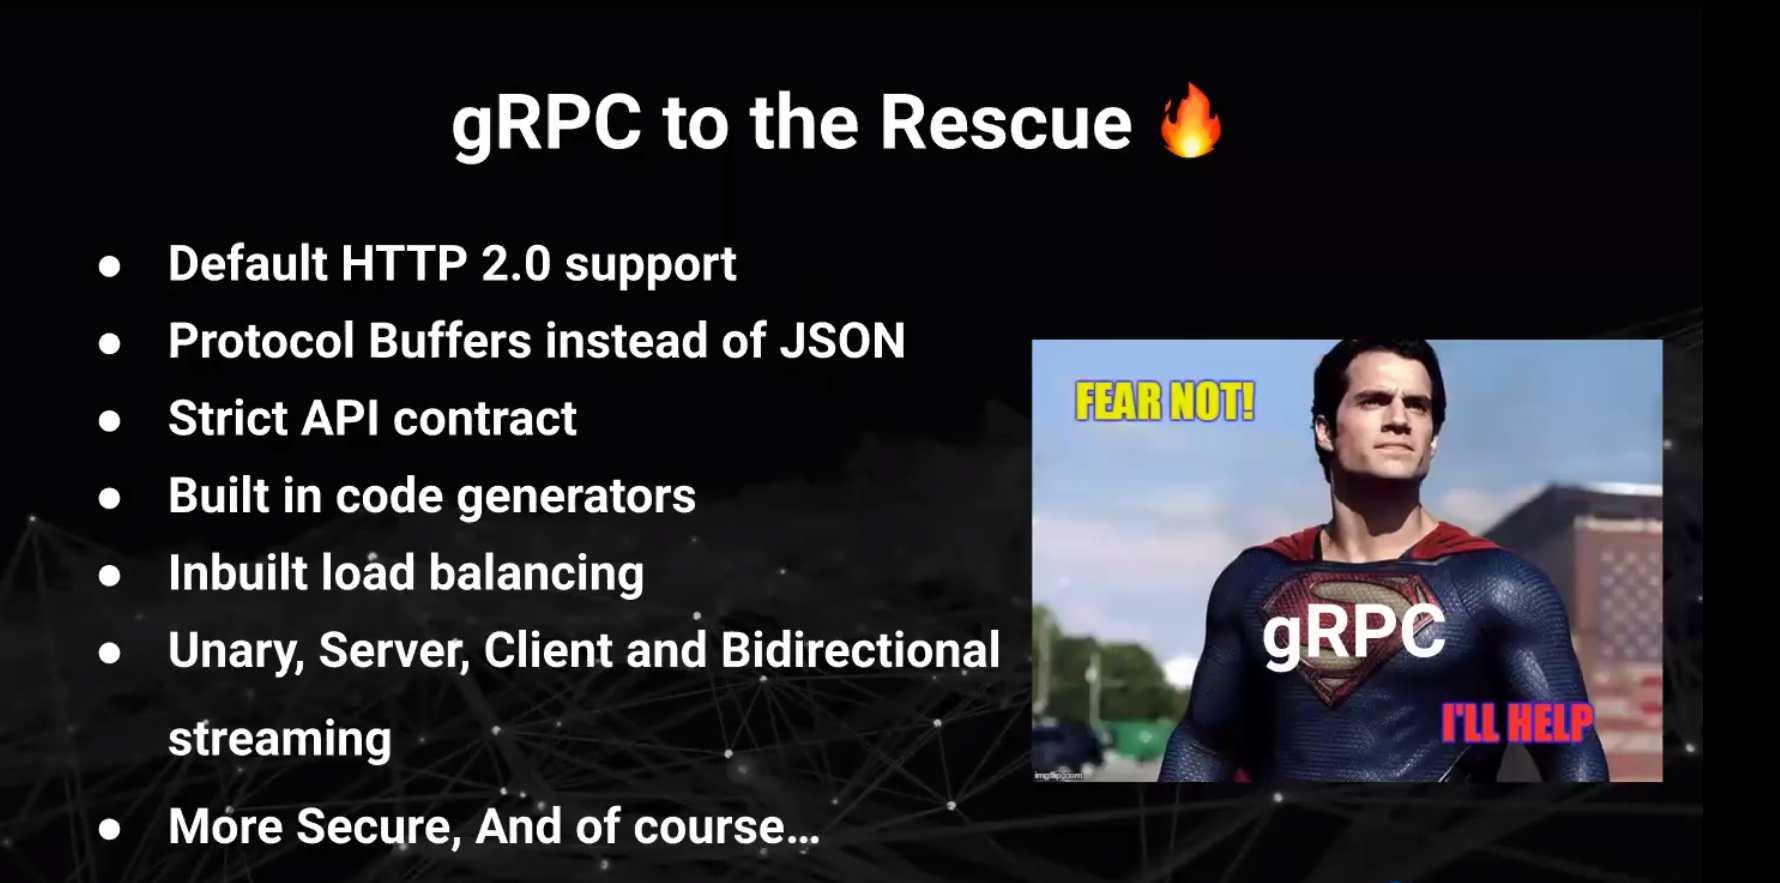 gRPC to the Rescue 🔥
● Default HTTP 2.0 support
● Protocol Buffers instead of JSON
● Strict API contract
● Built in code generators
● Inbuilt load balancing
● Unary, Server, Client and Bidirectional
streaming
● More Secure, And of course...
FEAR NOT!
gRPC
I'LL HELP
imgflip.com